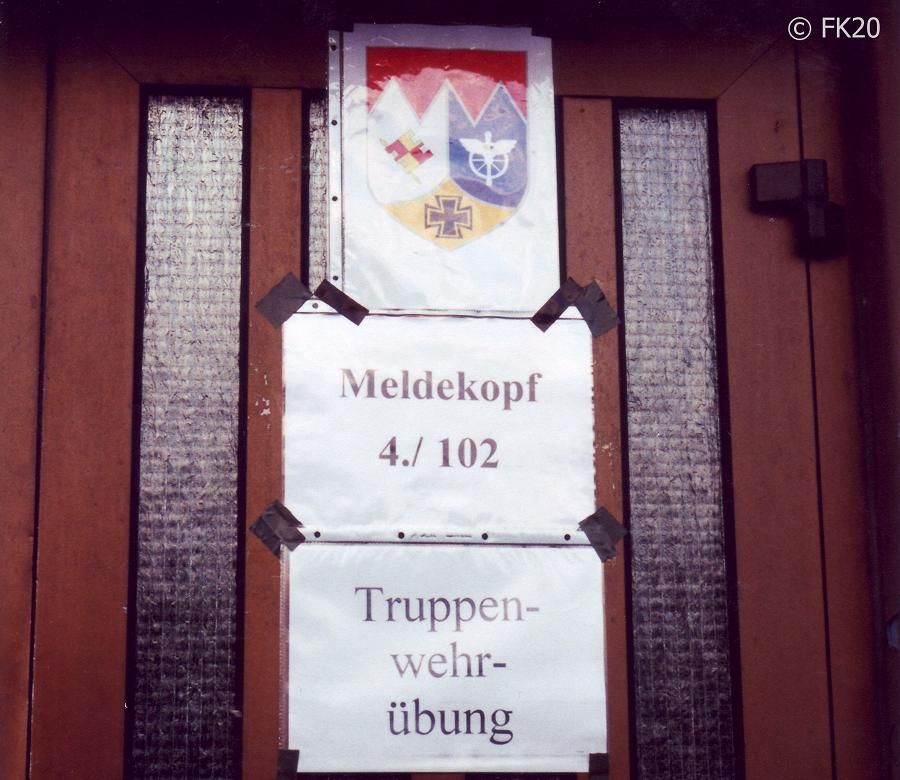 © FK20
Meldekopf
4./ 102
Truppen-
wehr-
übung